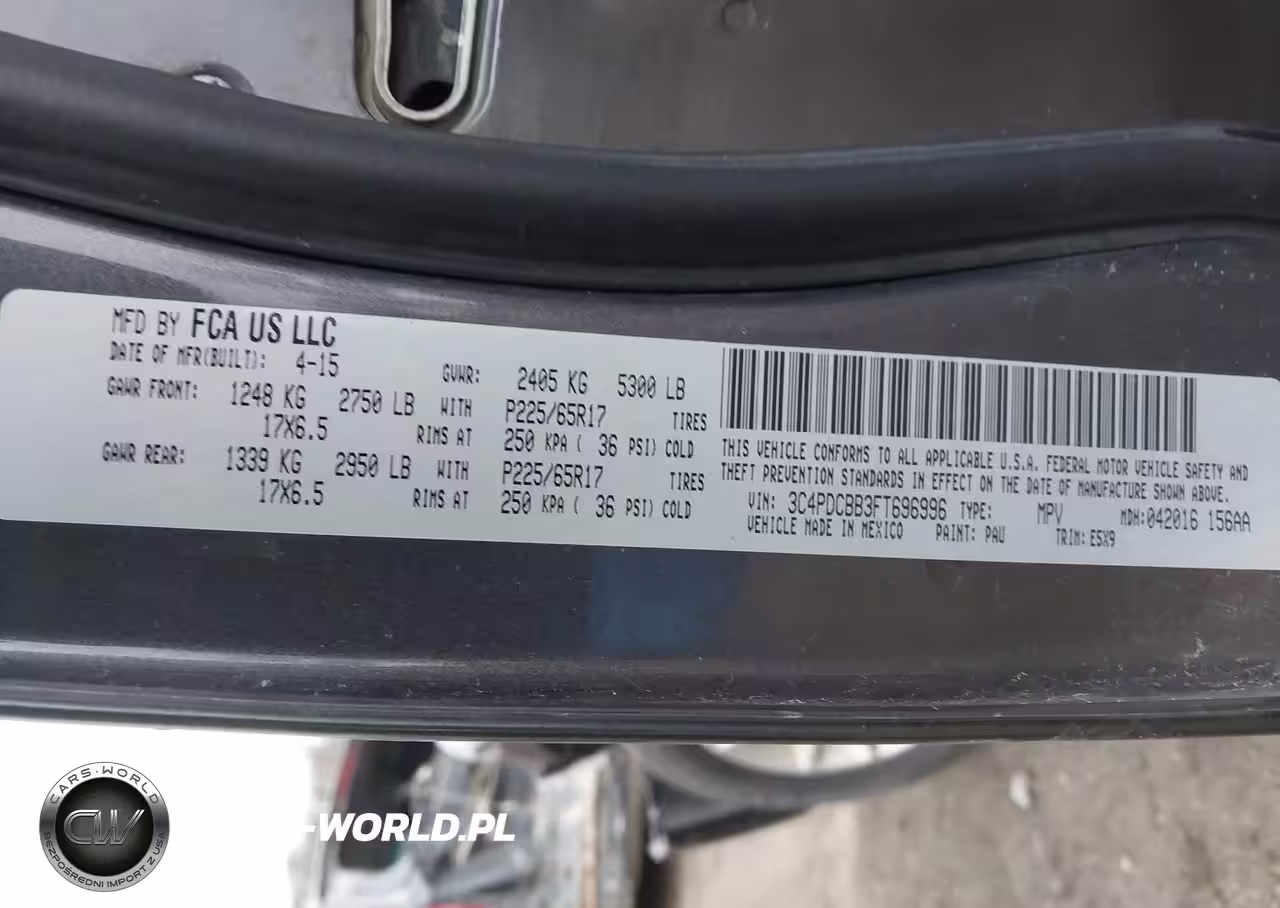 MFD BY FCA US LLC
DATE OF MFR(BUILT): 4-15 GVWR: 2405 KG 5300 LB
GAWR FRONT: 1248 KG 2750 LB WITH P225/65R17 TIRES
17X6.5 RIMS AT 250 KPA ( 36 PSI) COLD
GAWR REAR: 1339 KG 2950 LB WITH P225/65R17 TIRES
17X6.5 RIMS AT 250 KPA ( 36 PSI) COLD
THIS VEHICLE CONFORMS TO ALL APPLICABLE U.S.A. FEDERAL MOTOR VEHICLE SAFETY AND
THEFT PREVENTION STANDARDS IN EFFECT ON THE DATE OF MANUFACTURE SHOWN ABOVE.
VIN: 3C4PDCBB3FT696996 TYPE: MPV MDH:042016 156AA
VEHICLE MADE IN MEXICO PAINT: PAU TRIM: E5X9
CARS-WORLD
CW
BEZPOŚREDNI IMPORT Z USA
-WORLD.PL